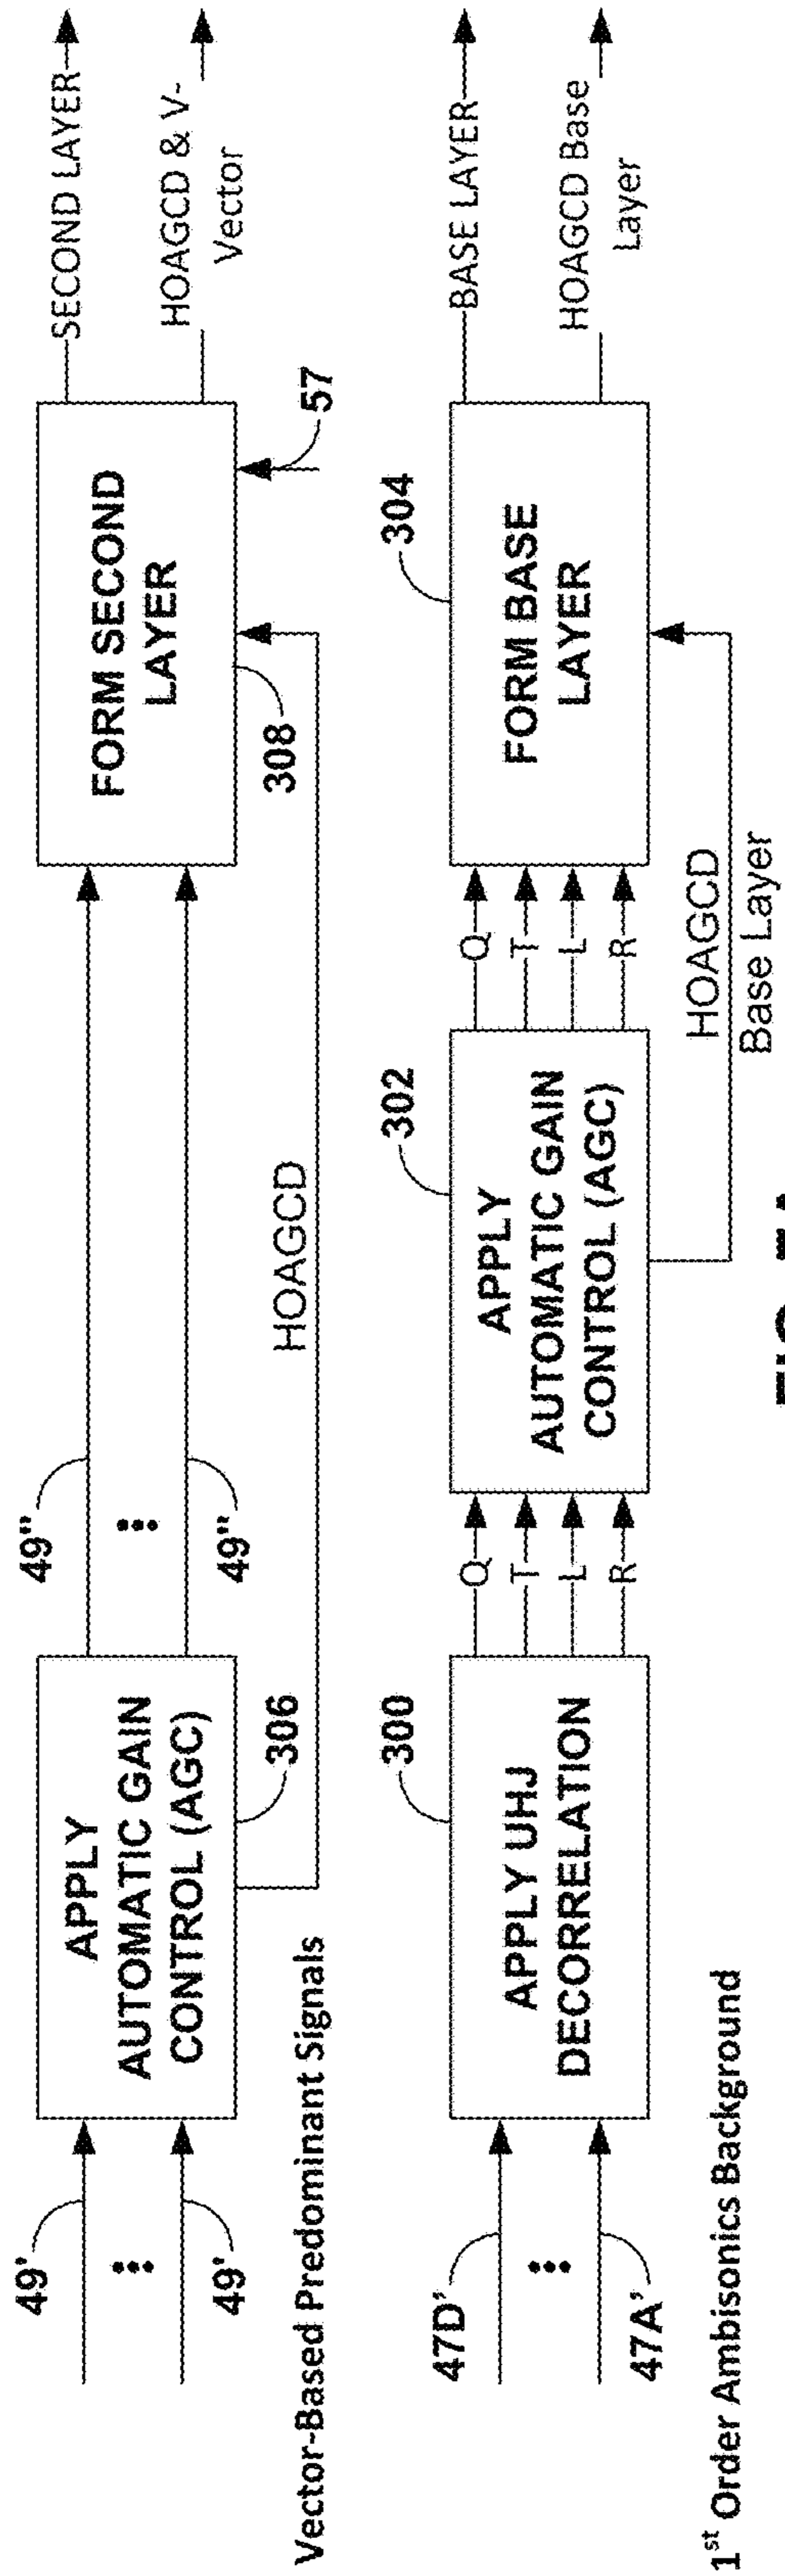 49'
49'
Vector-Based Predominant Signals
APPLY
AUTOMATIC GAIN
CONTROL (AGC)
306
49''
49''
HOAGCD
FORM SECOND
LAYER
308
57
SECOND LAYER
HOAGCD & V-
Vector
47D'
47A'
1st Order Ambisonics Background
APPLY UHJ
DECORRELATION
300
Q
T
L
R
APPLY
AUTOMATIC GAIN
CONTROL (AGC)
302
Q
T
L
R
HOAGCD
Base Layer
FORM BASE
LAYER
304
BASE LAYER
HOAGCD Base
Layer